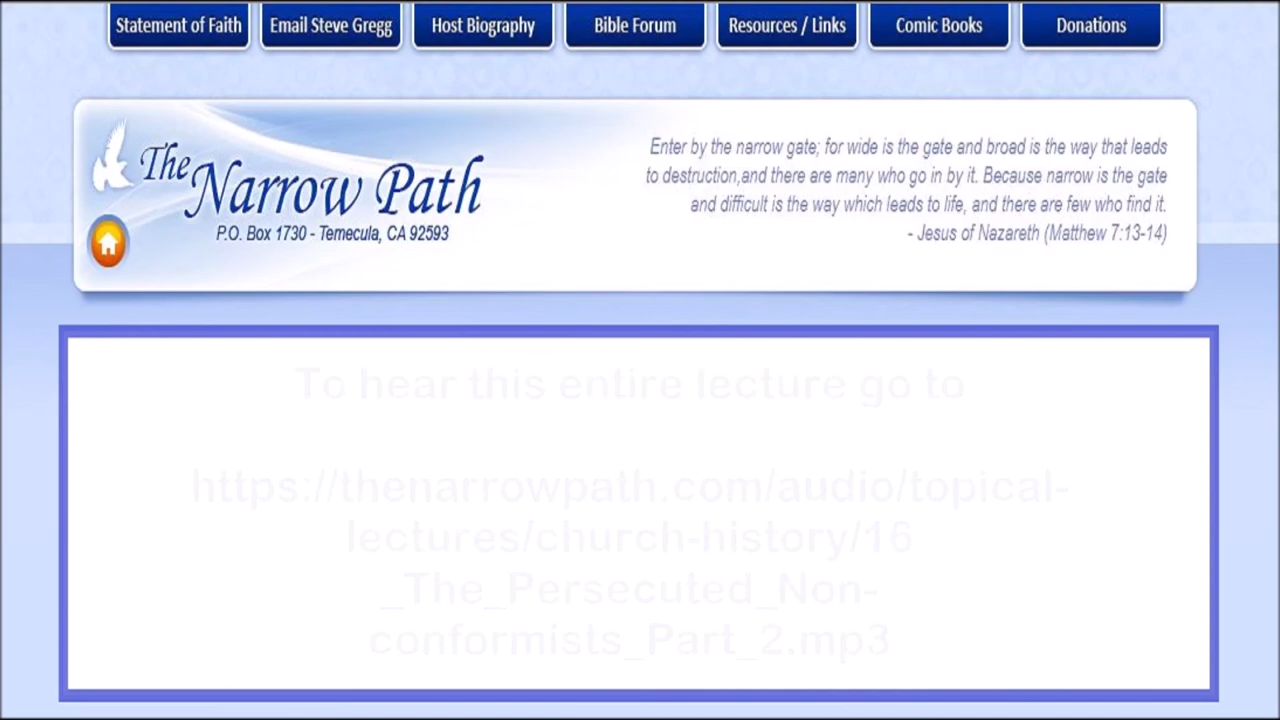 Statement of Faith Email Steve Gregg Host Biography Bible Forum Resources / Links Comic Books Donations
The Narrow Path
P.O. Box 1730 - Temecula, CA 92593
Enter by the narrow gate; for wide is the gate and broad is the way that leads
to destruction,and there are many who go in by it. Because narrow is the gate
and difficult is the way which leads to life, and there are few who find it.
- Jesus of Nazareth (Matthew 7:13-14)
To hear this entire lecture go to
https://thenarrowpath.com/audio/topical-
lectures/church-history/16
_The_Persecuted_Non-
conformists_Part_2.mp3